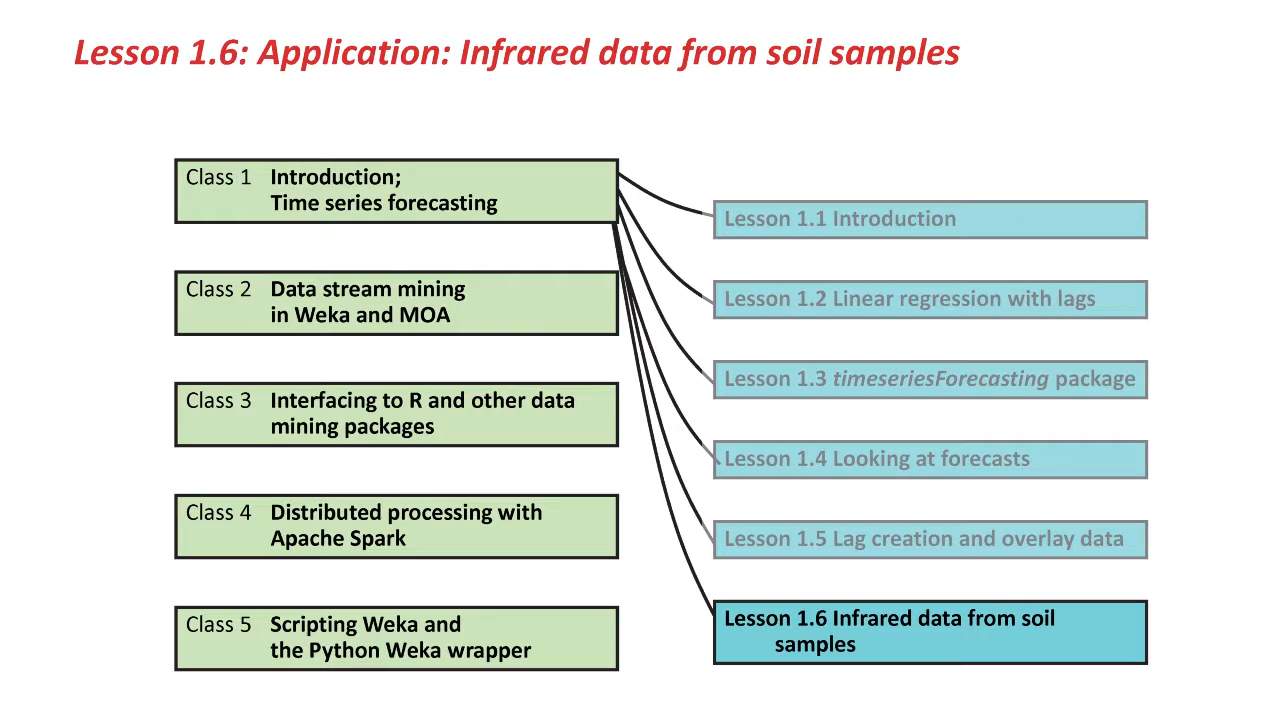 Lesson 1.6: Application: Infrared data from soil samples
Class 1 Introduction;
Time series forecasting
Class 2 Data stream mining
in Weka and MOA
Class 3 Interfacing to R and other data
mining packages
Class 4 Distributed processing with
Apache Spark
Class 5 Scripting Weka and
the Python Weka wrapper
Lesson 1.1 Introduction
Lesson 1.2 Linear regression with lags
Lesson 1.3 timeseriesForecasting package
Lesson 1.4 Looking at forecasts
Lesson 1.5 Lag creation and overlay data
Lesson 1.6 Infrared data from soil
samples